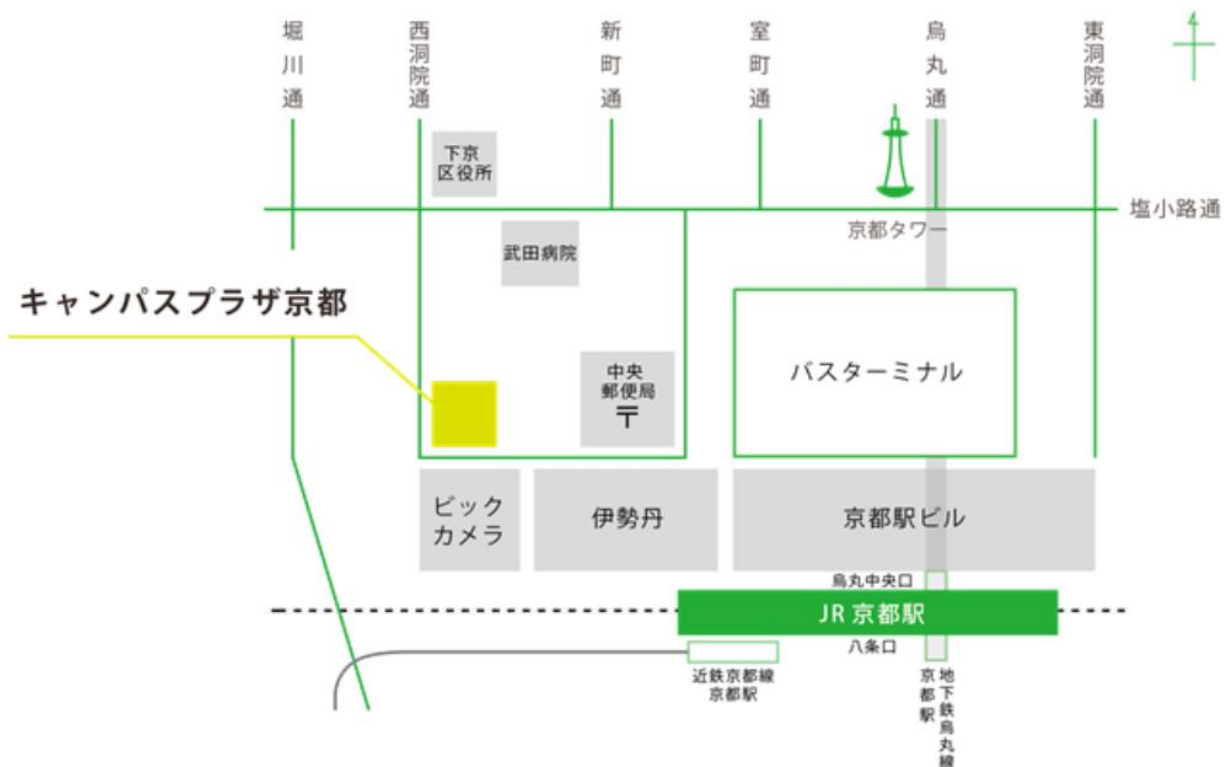 堀川通
西洞院通
新町通
室町通
烏丸通
東洞院通
4
下京
区役所
塩小路通
京都タワー
武田病院
キャンパスプラザ京都
中央
郵便局
〒
バスターミナル
ビック
カメラ
伊勢丹
京都駅ビル
烏丸中央口
JR 京都駅
八条口
近鉄京都線
京都駅
地下鉄烏丸線
京都駅